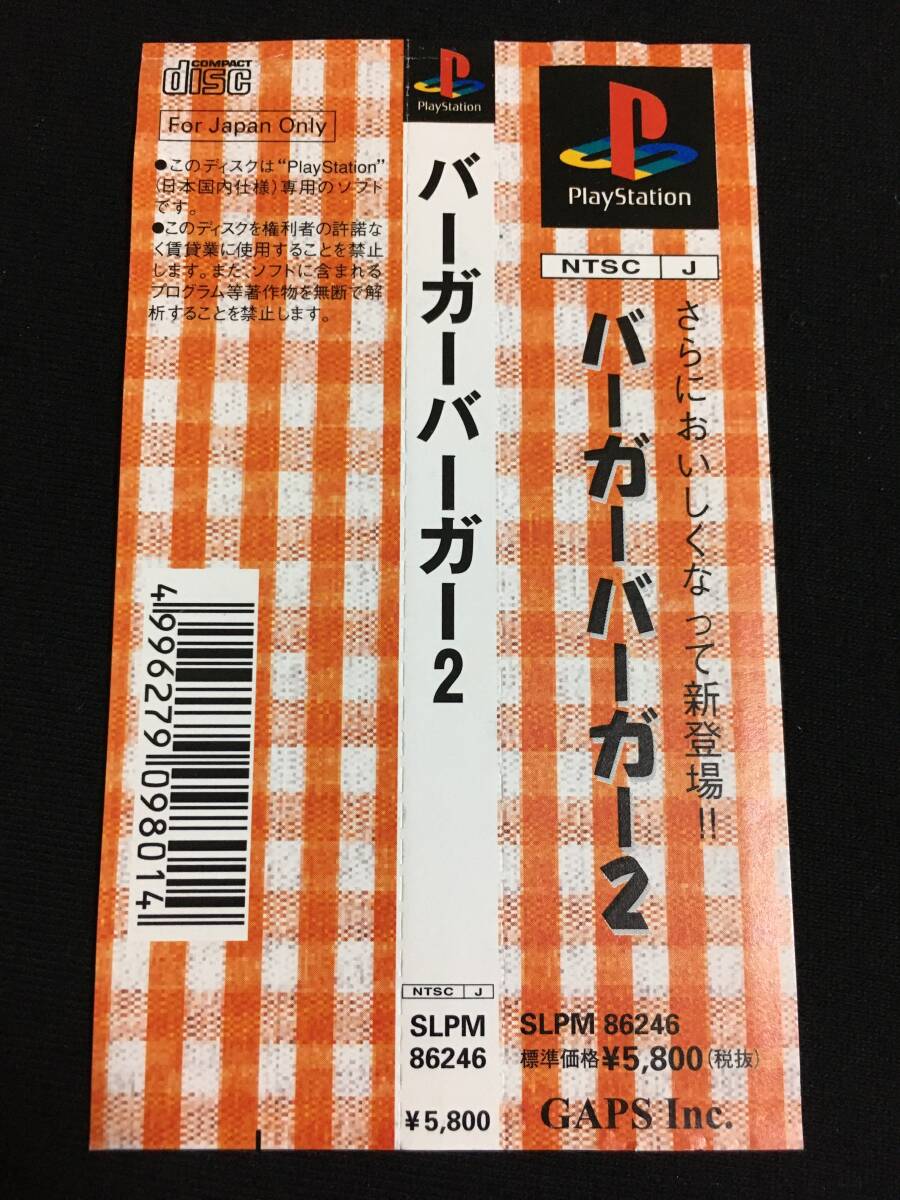 COMPACT
disc
For Japan Only
●このディスクは“PlayStation”
(日本国内仕様)専用のソフト
です。
●このディスクを権利者の許諾な
く賃貸業に使用することを禁止
します。また、ソフトに含まれる
プログラム等著作物を無断で解
析することを禁止します。
4996279098014
PlayStation
バーガーバーガー2
NTSC J
SLPM
86246
¥5,800
PlayStation
NTSC J
さらにおいしくなって新登場!!
バーガーバーガー2
SLPM 86246
標準価格¥5,800(税抜)
GAPS Inc.